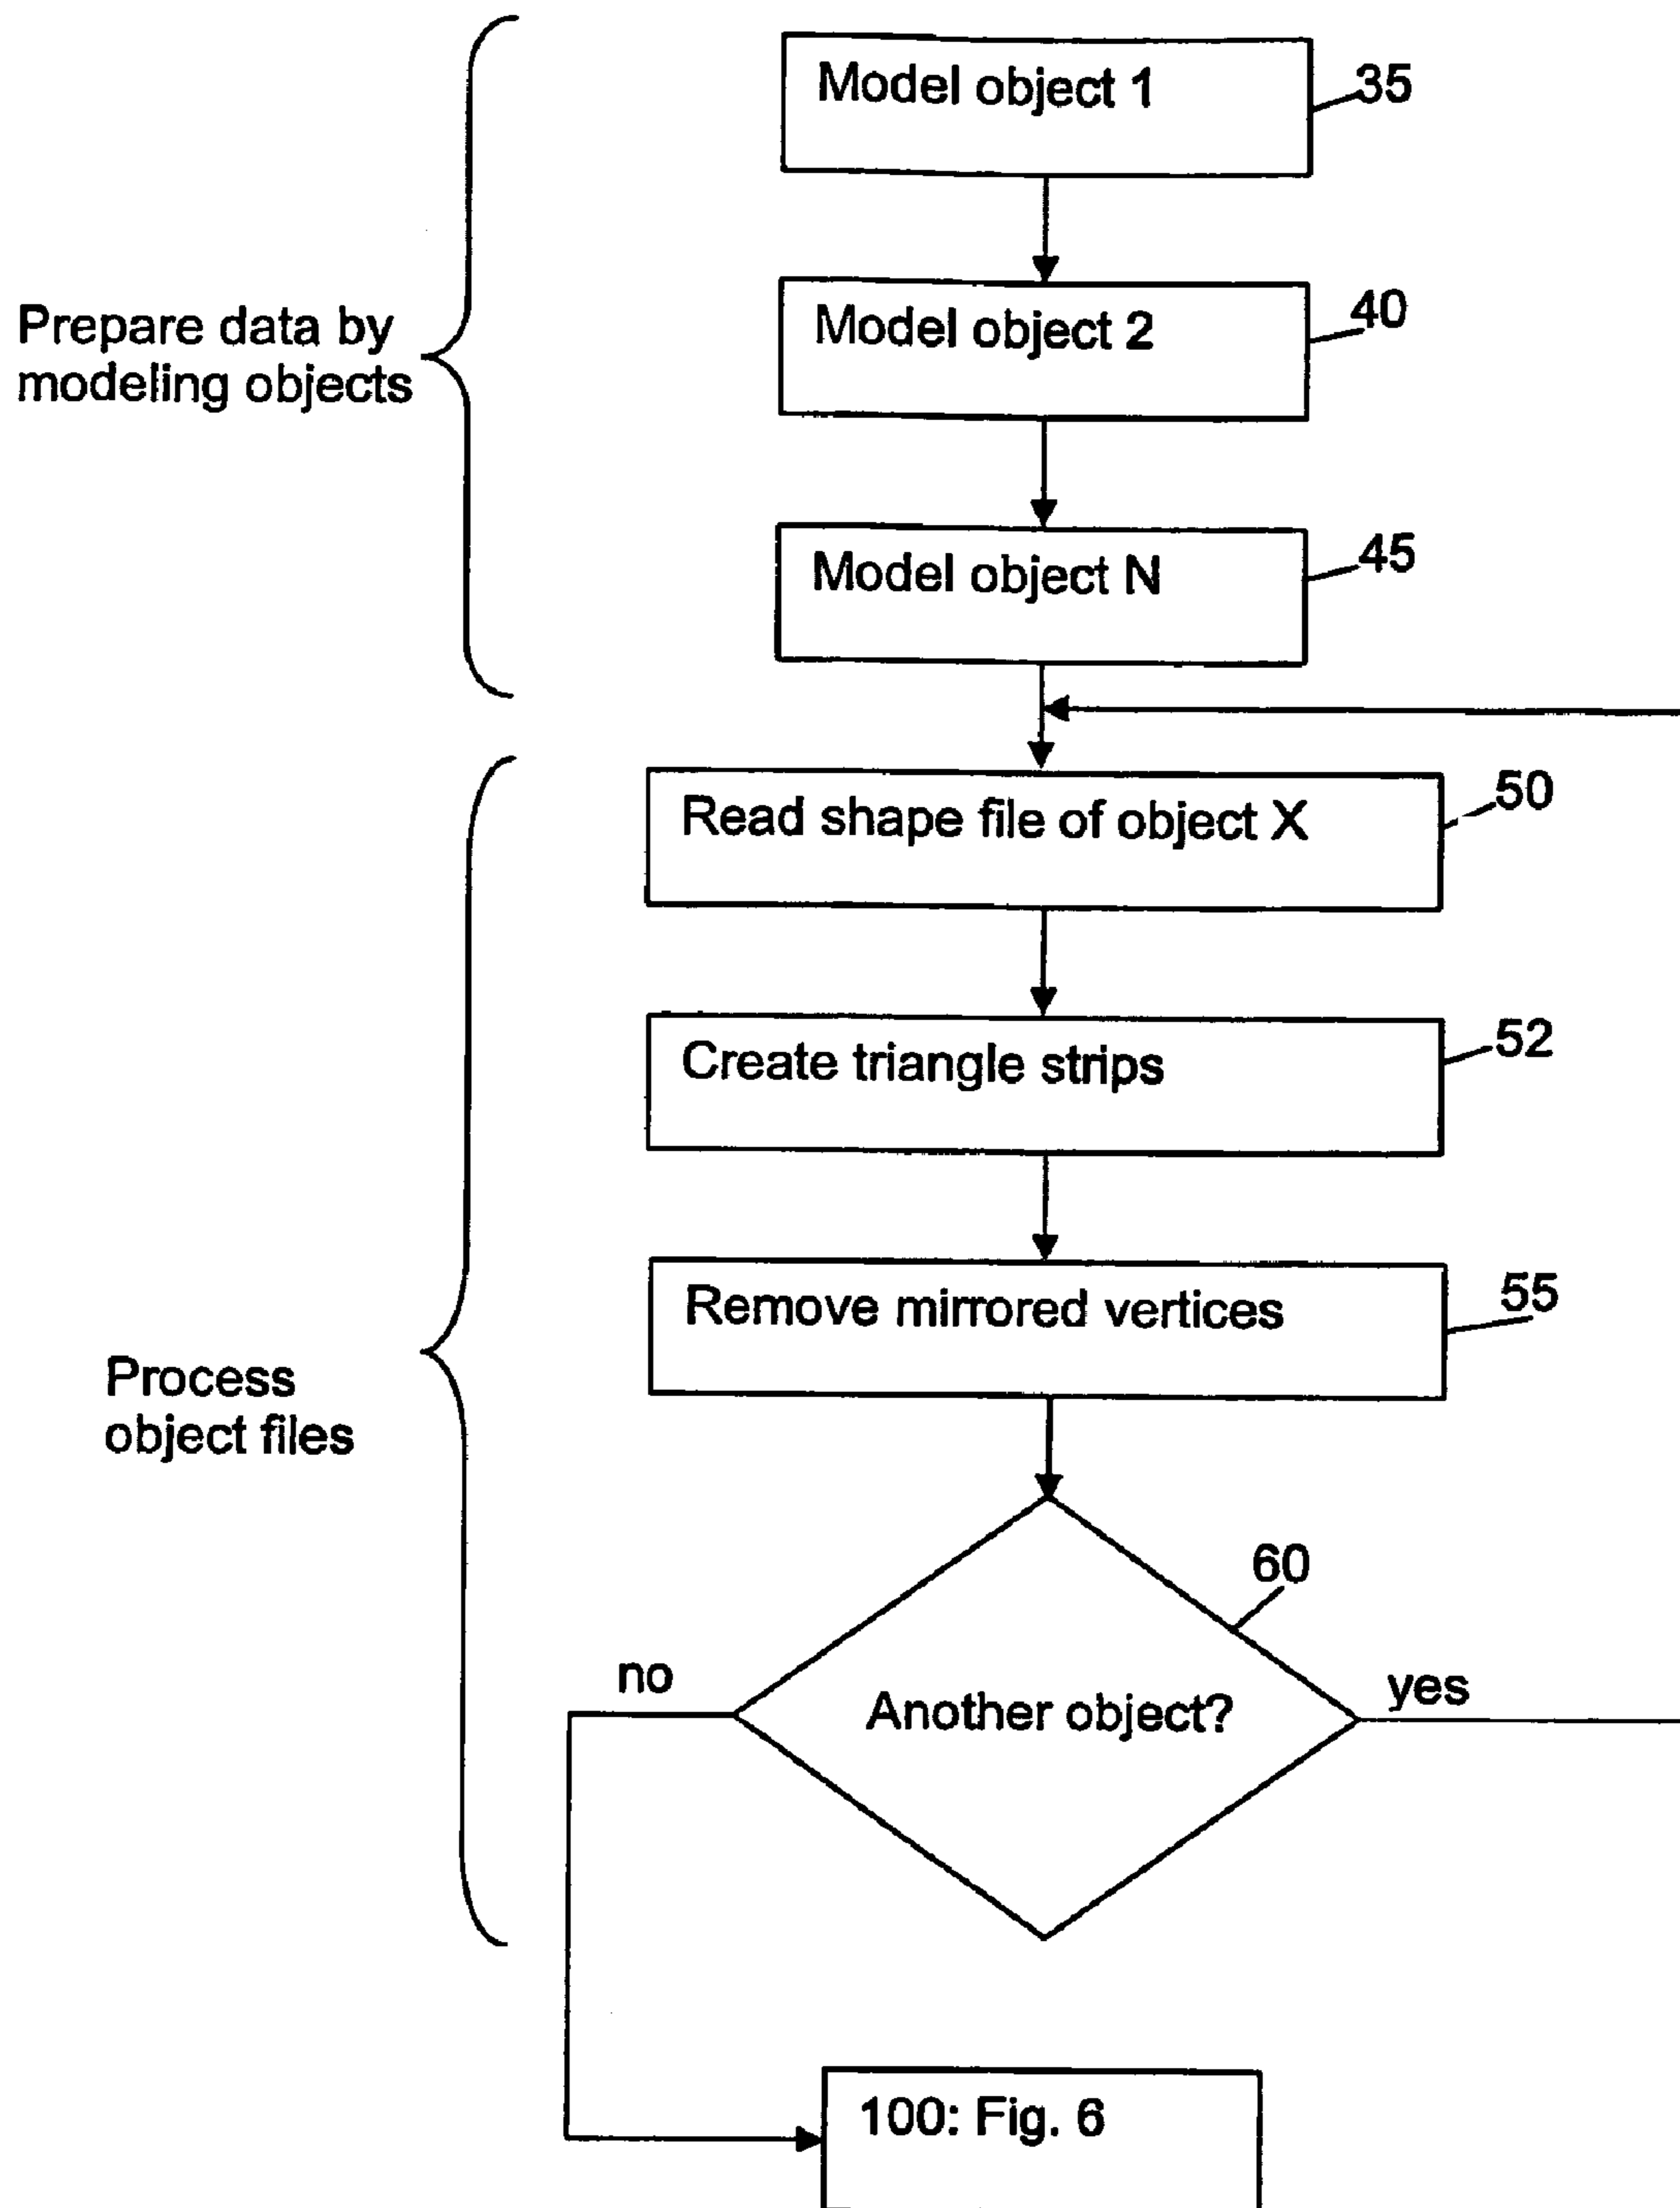 Model object 1
35
Prepare data by
modeling objects
Model object 2
40
Model object N
45
Read shape file of object X
50
Create triangle strips
52
Remove mirrored vertices
55
Process
object files
60
no
Another object?
yes
100: Fig. 6